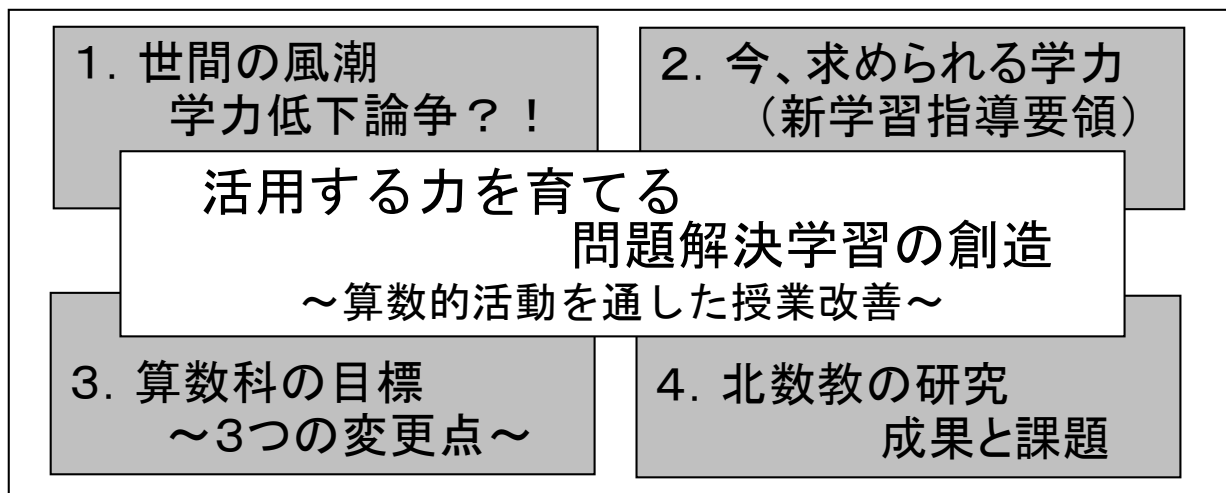 1. 世間の風潮
学力低下論争？！
2. 今、求められる学力
（新学習指導要領）
活用する力を育てる
問題解決学習の創造
～算数的活動を通した授業改善～
3. 算数科の目標
～3つの変更点～
4. 北数教の研究
成果と課題